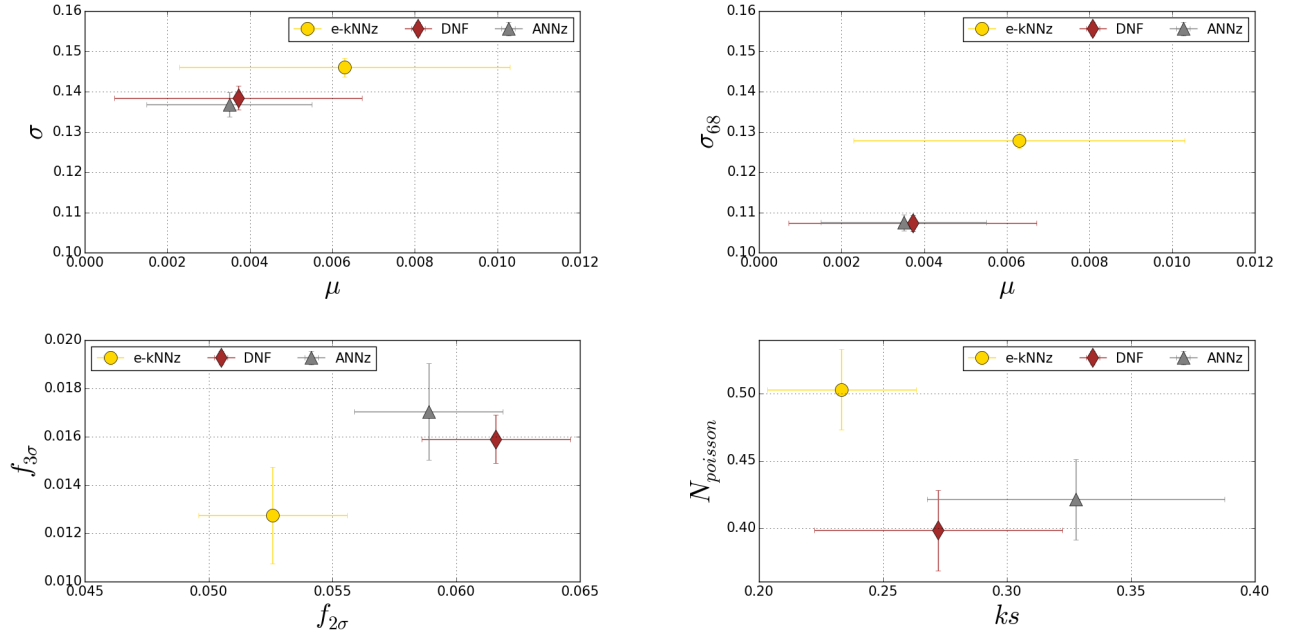 0.16
0.15
0.14
0.13
0.12
0.11
0.10
σ
e-kNNz DNF ANNz
0.000 0.002 0.004 0.006 0.008 0.010 0.012
μ
0.16
0.15
0.14
0.13
0.12
0.11
0.10
σ68
e-kNNz DNF ANNz
0.000 0.002 0.004 0.006 0.008 0.010 0.012
μ
0.020
0.018
0.016
0.014
0.012
0.010
f3σ
e-kNNz DNF ANNz
0.045 0.050 0.055 0.060 0.065
f2σ
0.50
0.45
0.40
Npoisson
e-kNNz DNF ANNz
0.20 0.25 0.30 0.35 0.40
ks